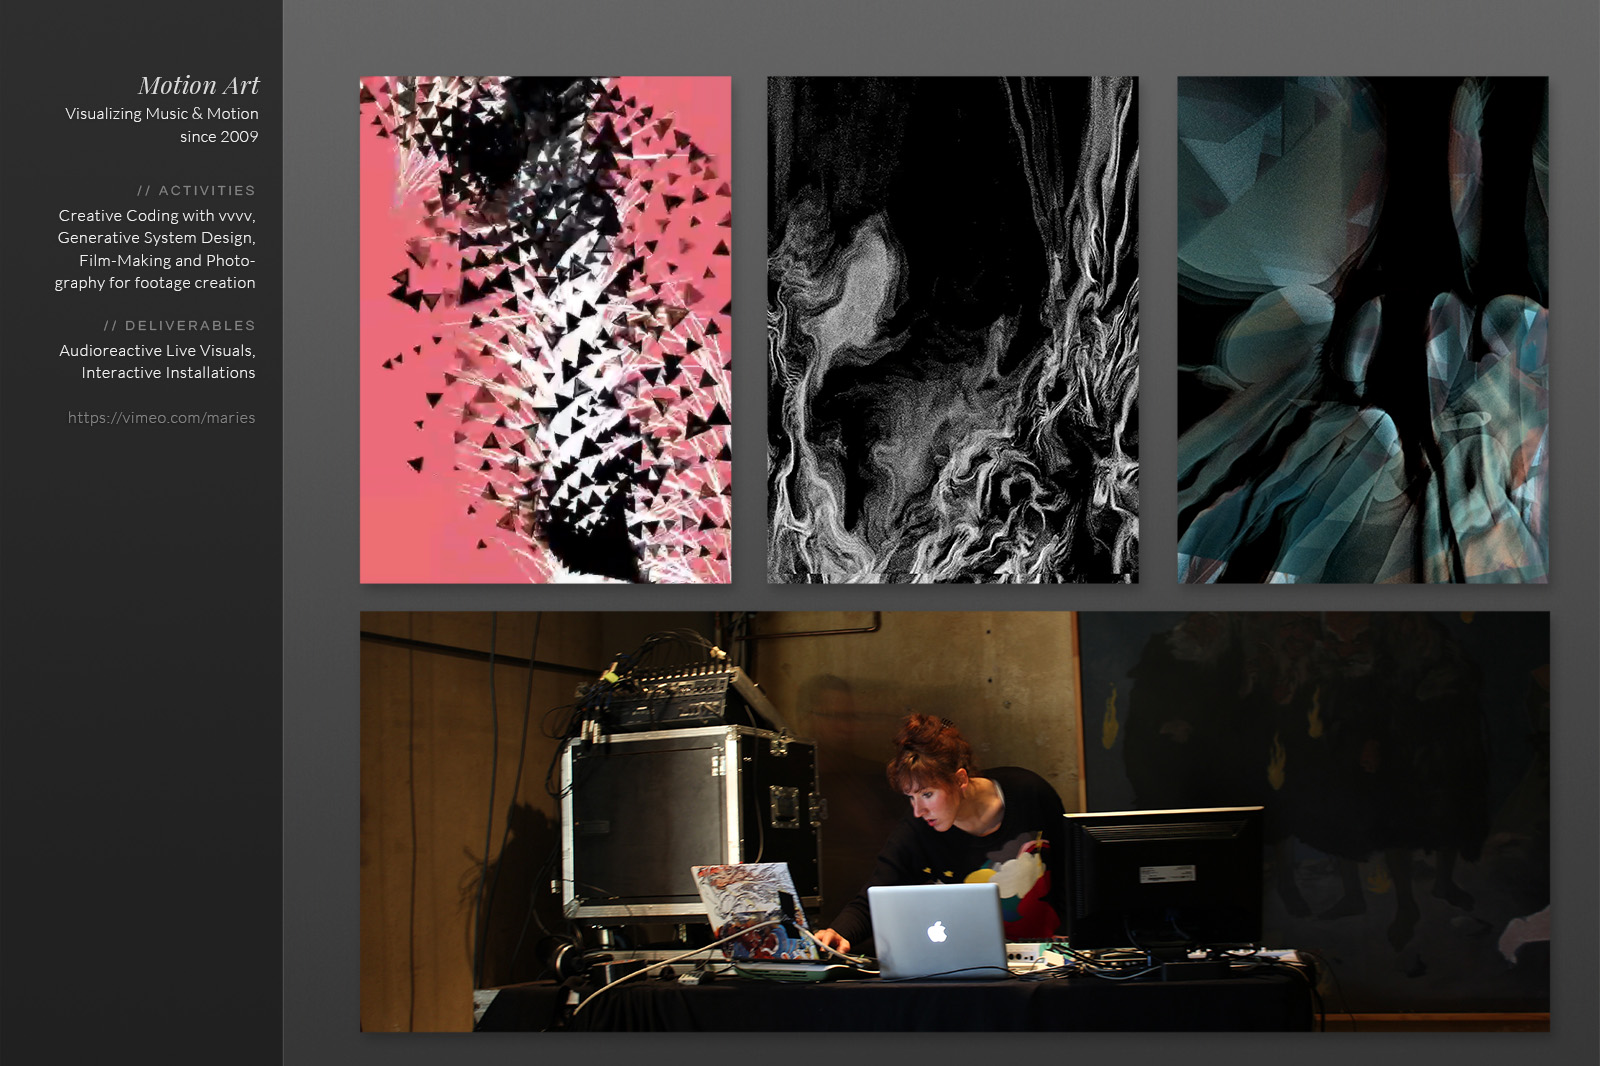 Motion Art
Visualizing Music & Motion
since 2009
// ACTIVITIES
Creative Coding with vvvv,
Generative System Design,
Film-Making and Photo-
graphy for footage creation
// DELIVERABLES
Audioreactive Live Visuals,
Interactive Installations
https://vimeo.com/maries